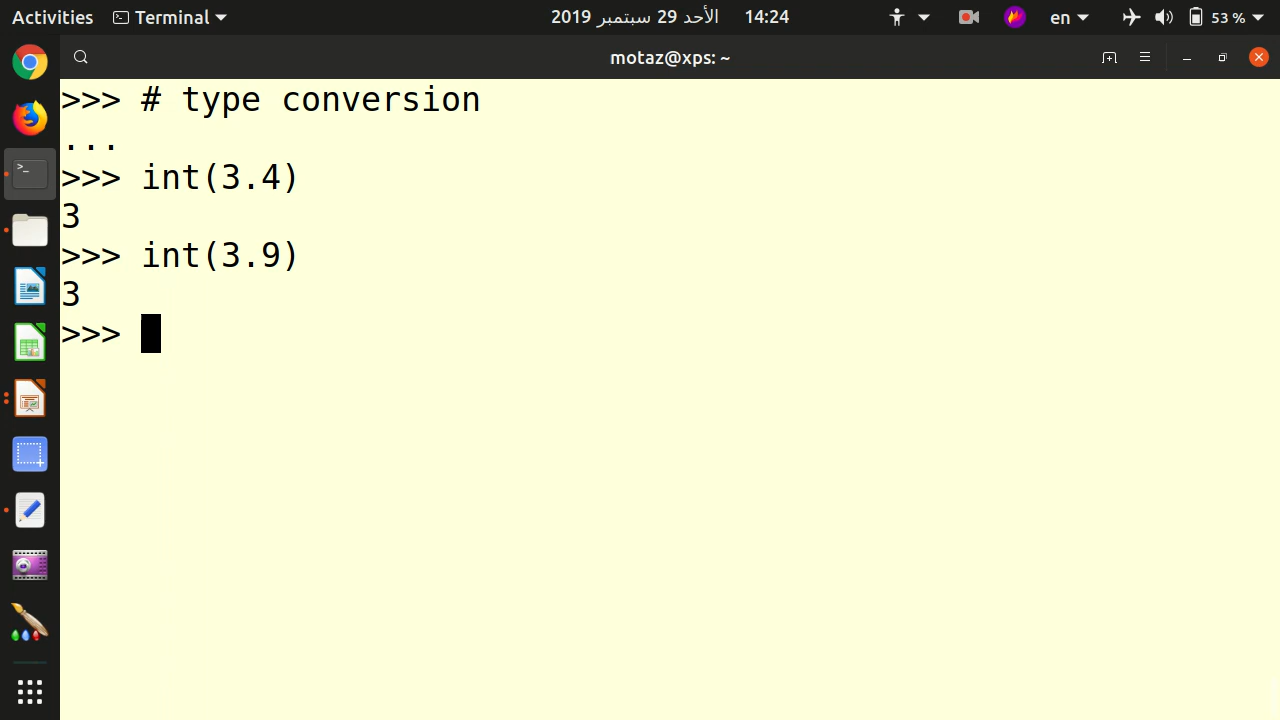 Activities Terminal الأحد 29 سبتمبر 2019 14:24 en 53 %
motaz@xps: ~
>>> # type conversion
...
>>> int(3.4)
3
>>> int(3.9)
3
>>>